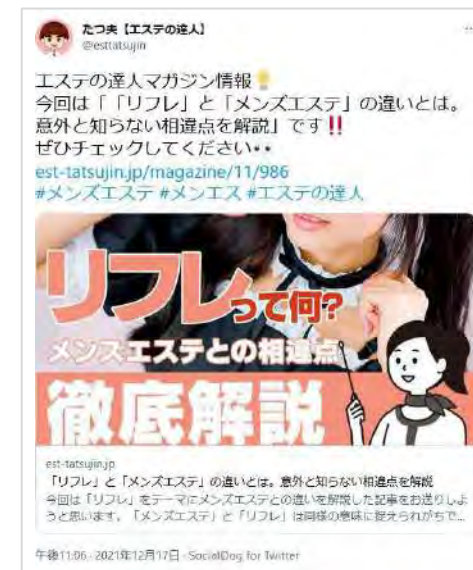 たつ夫【エステの達人】
@esttatsujin
エステの達人マガジン情報
今回は「「リフレ」と「メンズエステ」の違いとは。
意外と知らない相違点を解説」です‼
ぜひチェックしてください••
est-tatsujin.jp/magazine/11/986
#メンズエステ #メンエス #エステの達人
リフレって何?
メンズエステとの相違点
徹底解説
est-tatsujin.jp
「リフレ」と「メンズエステ」の違いとは。意外と知らない相違点を解説
今回は「リフレ」をテーマにメンズエステとの違いを解説した記事をお送りしよ
うと思います。「メンズエステ」と「リフレ」は同様の意味に捉えられがちで...
午後11:06 · 2021年12月17日 · SocialDog for Twitter